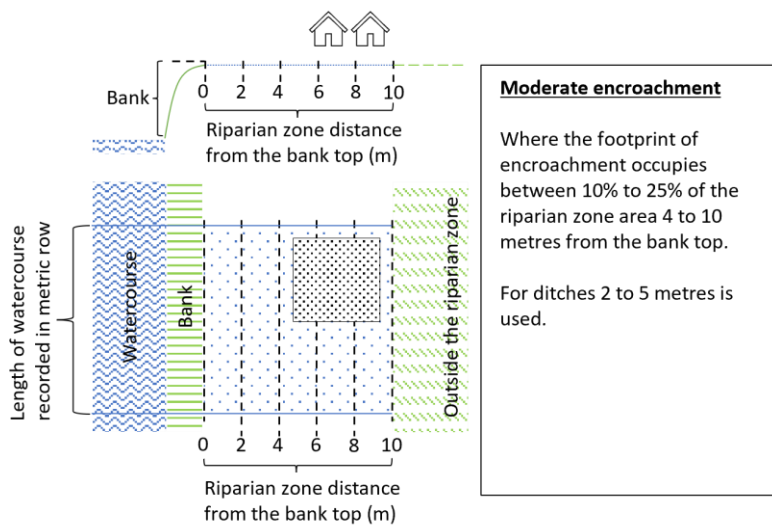 Bank
0 2 4 6 8 10
Riparian zone distance
from the bank top (m)
Length of watercourse
recorded in metric row
Watercourse
Bank
Outside the riparian zone
0 2 4 6 8 10
Riparian zone distance
from the bank top (m)
Moderate encroachment
Where the footprint of
encroachment occupies
between 10% to 25% of the
riparian zone area 4 to 10
metres from the bank top.
For ditches 2 to 5 metres is
used.